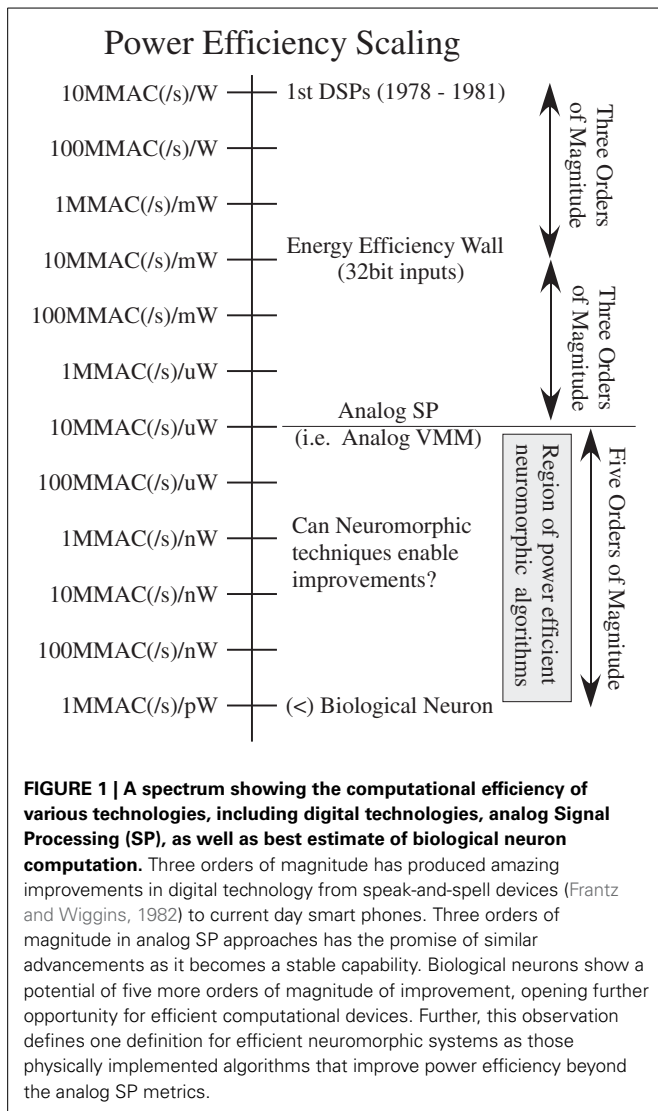 Power Efficiency Scaling
10MMAC(/s)/W
1st DSPs (1978 - 1981)
100MMAC(/s)/W
1MMAC(/s)/mW
Three Orders
of Magnitude
10MMAC(/s)/mW
Energy Efficiency Wall
(32bit inputs)
100MMAC(/s)/mW
1MMAC(/s)/uW
Three Orders
of Magnitude
10MMAC(/s)/uW
Analog SP
(i.e. Analog VMM)
100MMAC(/s)/uW
1MMAC(/s)/nW
Can Neuromorphic
techniques enable
improvements?
10MMAC(/s)/nW
100MMAC(/s)/nW
Region of power efficient
neuromorphic algorithms
Five Orders of Magnitude
1MMAC(/s)/pW
(<) Biological Neuron
FIGURE 1 | A spectrum showing the computational efficiency of
various technologies, including digital technologies, analog Signal
Processing (SP), as well as best estimate of biological neuron
computation. Three orders of magnitude has produced amazing
improvements in digital technology from speak-and-spell devices (Frantz
and Wiggins, 1982) to current day smart phones. Three orders of
magnitude in analog SP approaches has the promise of similar
advancements as it becomes a stable capability. Biological neurons show a
potential of five more orders of magnitude of improvement, opening further
opportunity for efficient computational devices. Further, this observation
defines one definition for efficient neuromorphic systems as those
physically implemented algorithms that improve power efficiency beyond
the analog SP metrics.